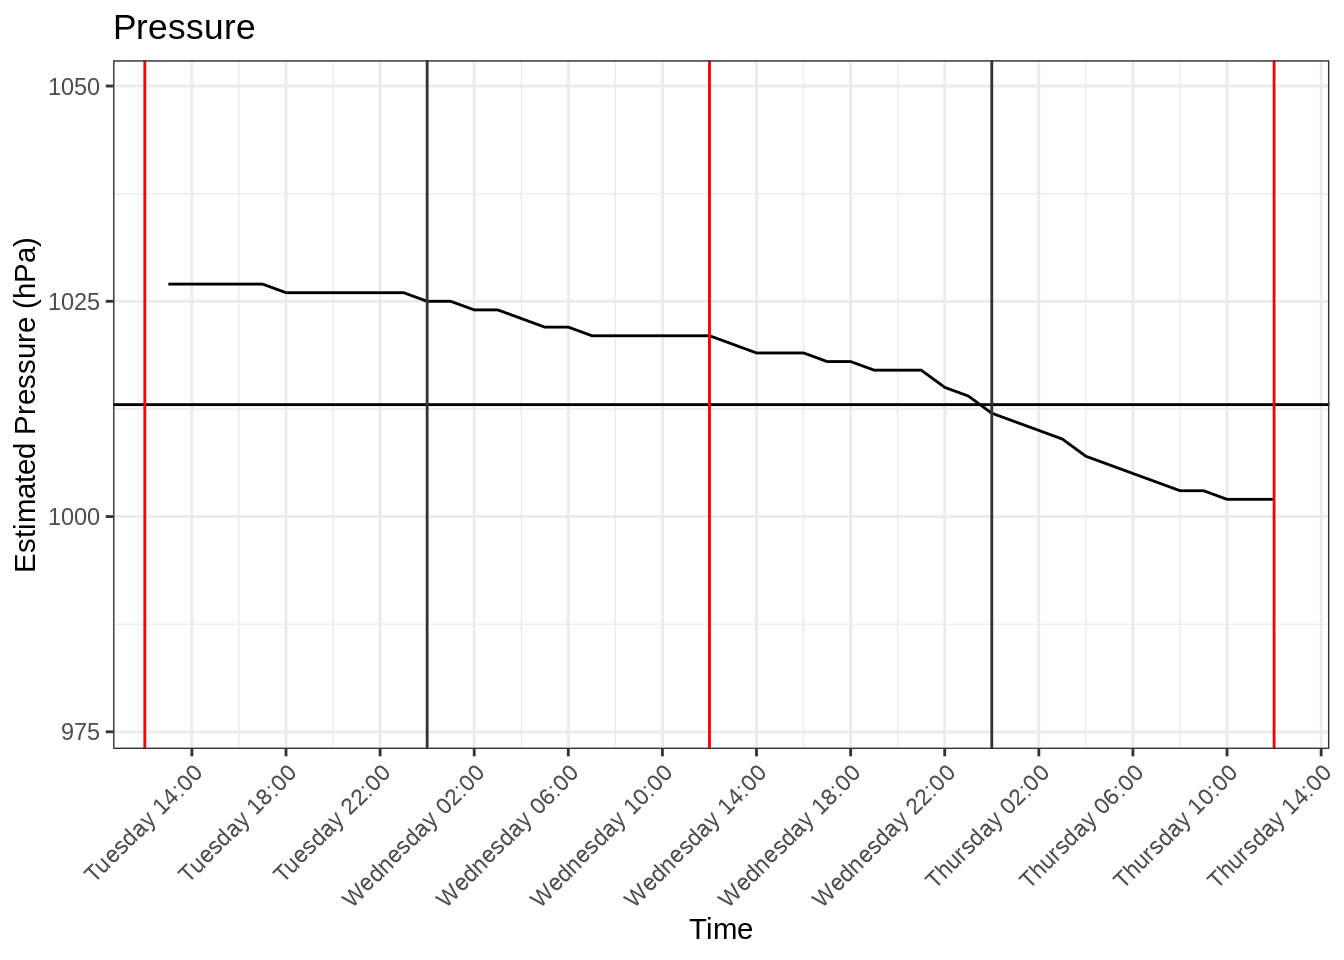 Pressure
Estimated Pressure (hPa)
1050
1025
1000
975
Tuesday 14:00
Tuesday 18:00
Tuesday 22:00
Wednesday 02:00
Wednesday 06:00
Wednesday 10:00
Wednesday 14:00
Wednesday 18:00
Wednesday 22:00
Thursday 02:00
Thursday 06:00
Thursday 10:00
Thursday 14:00
Time